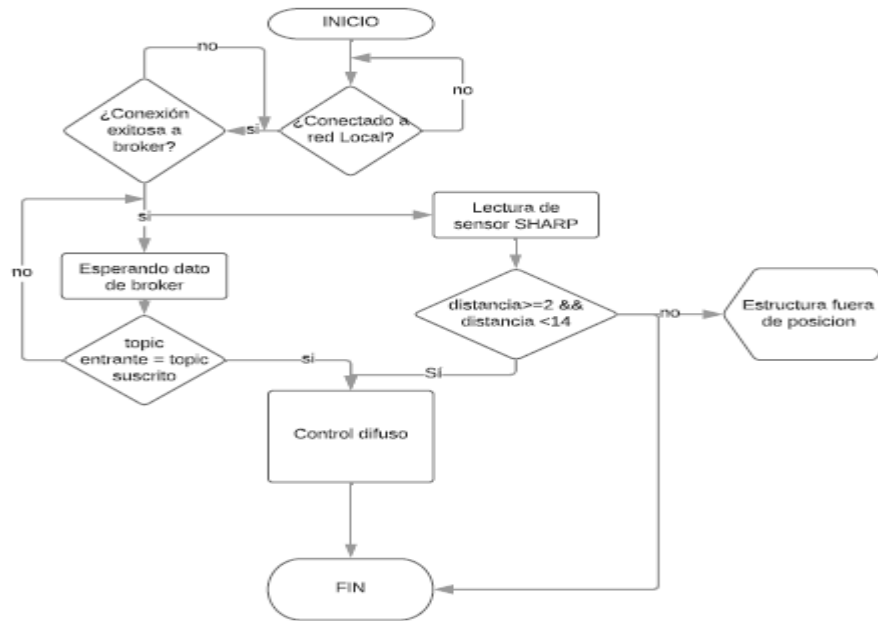 INICIO
no
no
¿Conexión
exitosa a
broker?
si
¿Conectado a
red Local?
si
Lectura de
sensor SHARP
no
Esperando dato
de broker
distancia>=2 &&
distancia <14
no
Estructura fuera
de posicion
topic
entrante = topic
suscrito
si
Sí
Control difuso
FIN